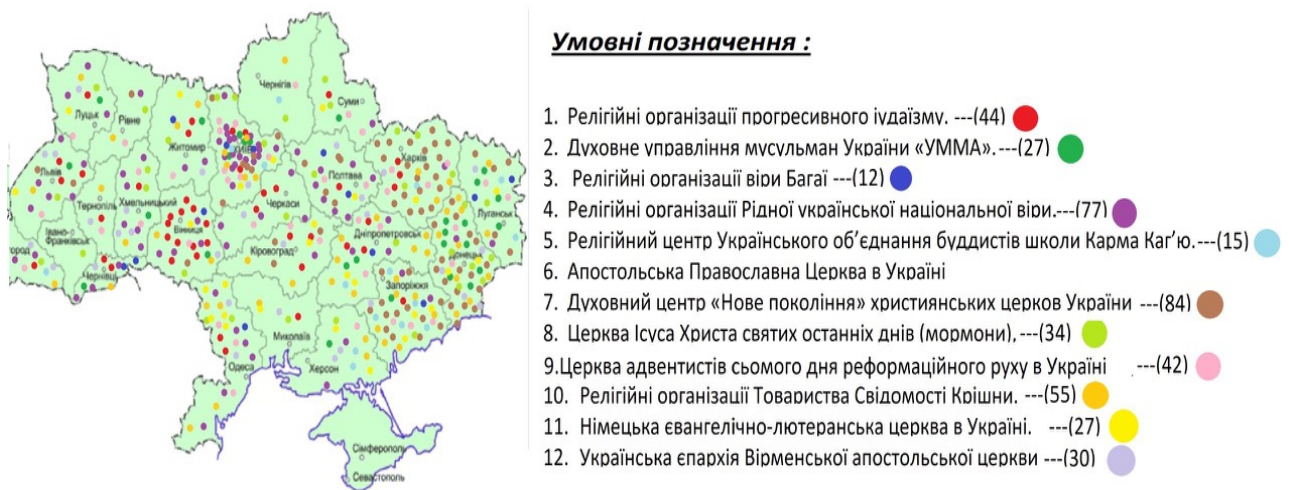 Умовні позначення :
1. Релігійні організації прогресивного іудаїзму. ---(44)
2. Духовне управління мусульман України «УММА». ---(27)
3. Релігійні організації віри Багаї ---(12)
4. Релігійні організації Рідної української національної віри.---(77)
5. Релігийний центр Українського об’єднання буддистів школи Карма Каг’ю.---(15)
6. Апостольська Православна Церква в Україні
7. Духовний центр «Нове покоління» християнських церков України ---(84)
8. Церква Ісуса Христа святих останніх днів (мормони), ---(34)
9.Церква адвентистів сьомого дня реформаційного руху в Україні ---(42)
10. Релігійні організації Товариства Свідомості Крішни. ---(55)
11. Німецька євангелічно-лютеранська церква в Україні. ---(27)
12. Українська єпархія Вірменської апостольської церкви ---(30)
Чернігів
Суми
Луцьк
Рівне
Житомир
КИЇВ
Харків
Львів
Полтава
Тернопіль
Хмельницький
Черкаси
Луганськ
Вінниця
Івано-
Франківськ
Кіровоград
Дніпропетровськ
город
Донецьк
Чернівці
Запоріжжя
Миколаїв
Одеса
Херсон
Сімферополь
Севастополь